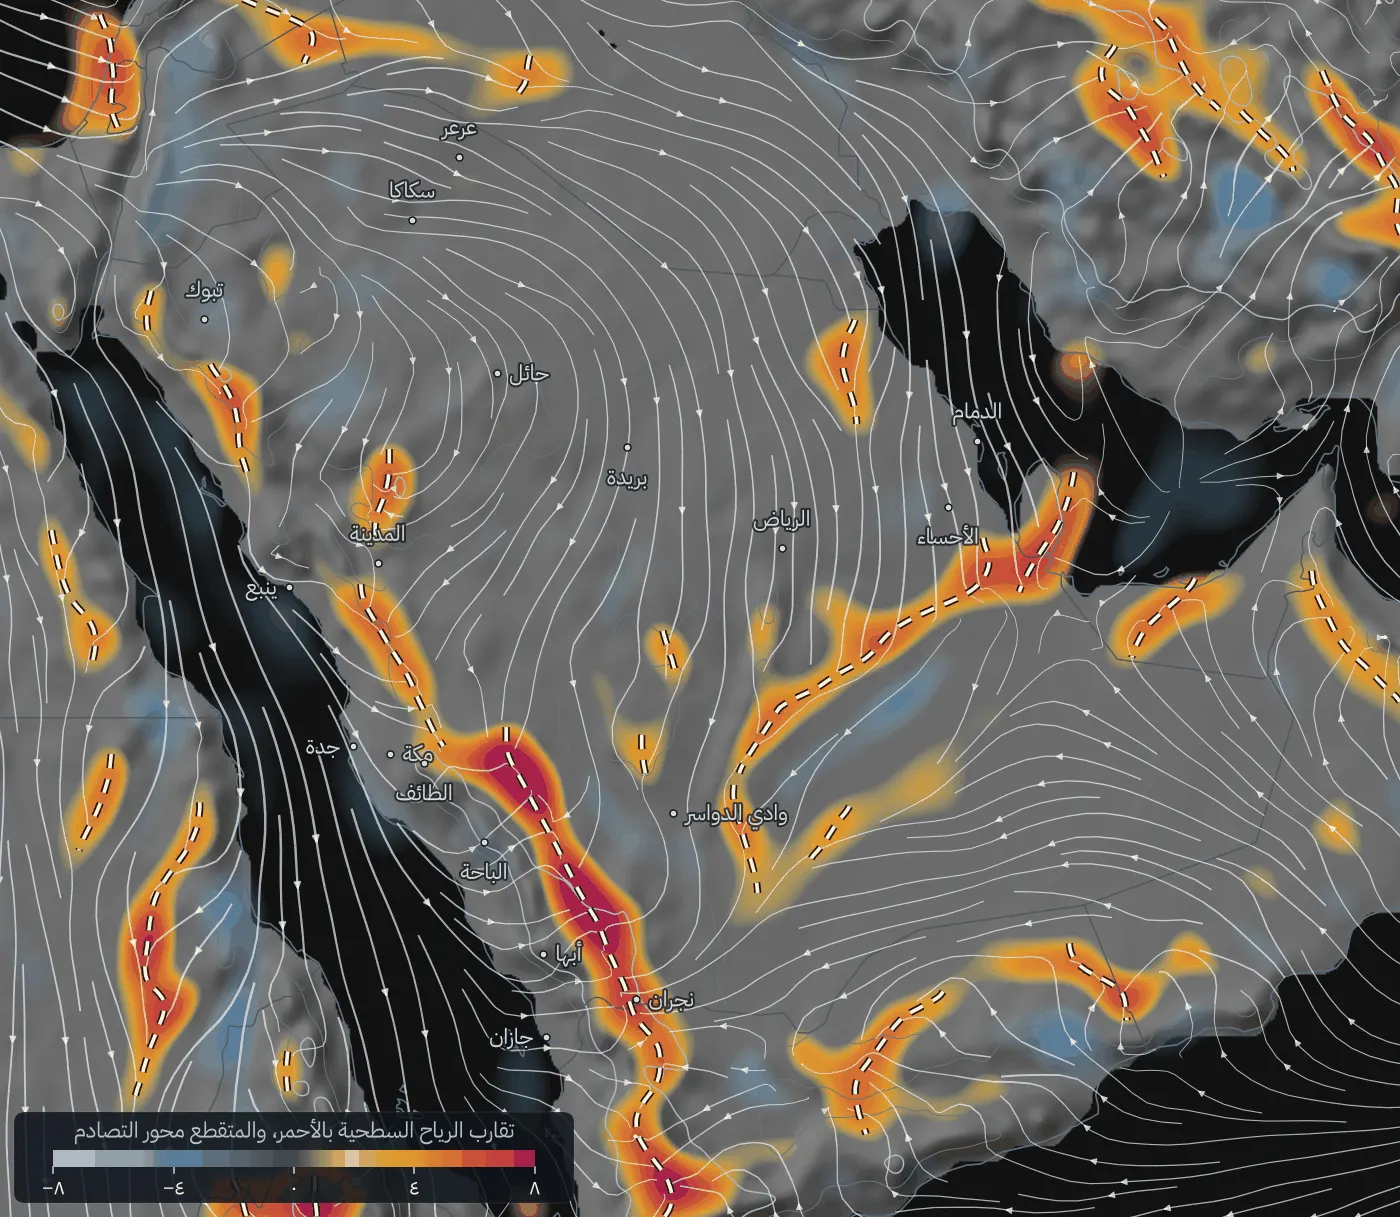 عرعر
سكاكا
تبوك
حائل
الدمام
بريدة
الرياض
الأحساء
المدينة
ينبع
جدة
مكة
الطائف
وادي الدواسر
الباحة
أبها
نجران
جازان
تقارب الرياح السطحية بالأحمر، والمتقطع محور التصادم
−٨ −٤ ٠ ٤ ٨